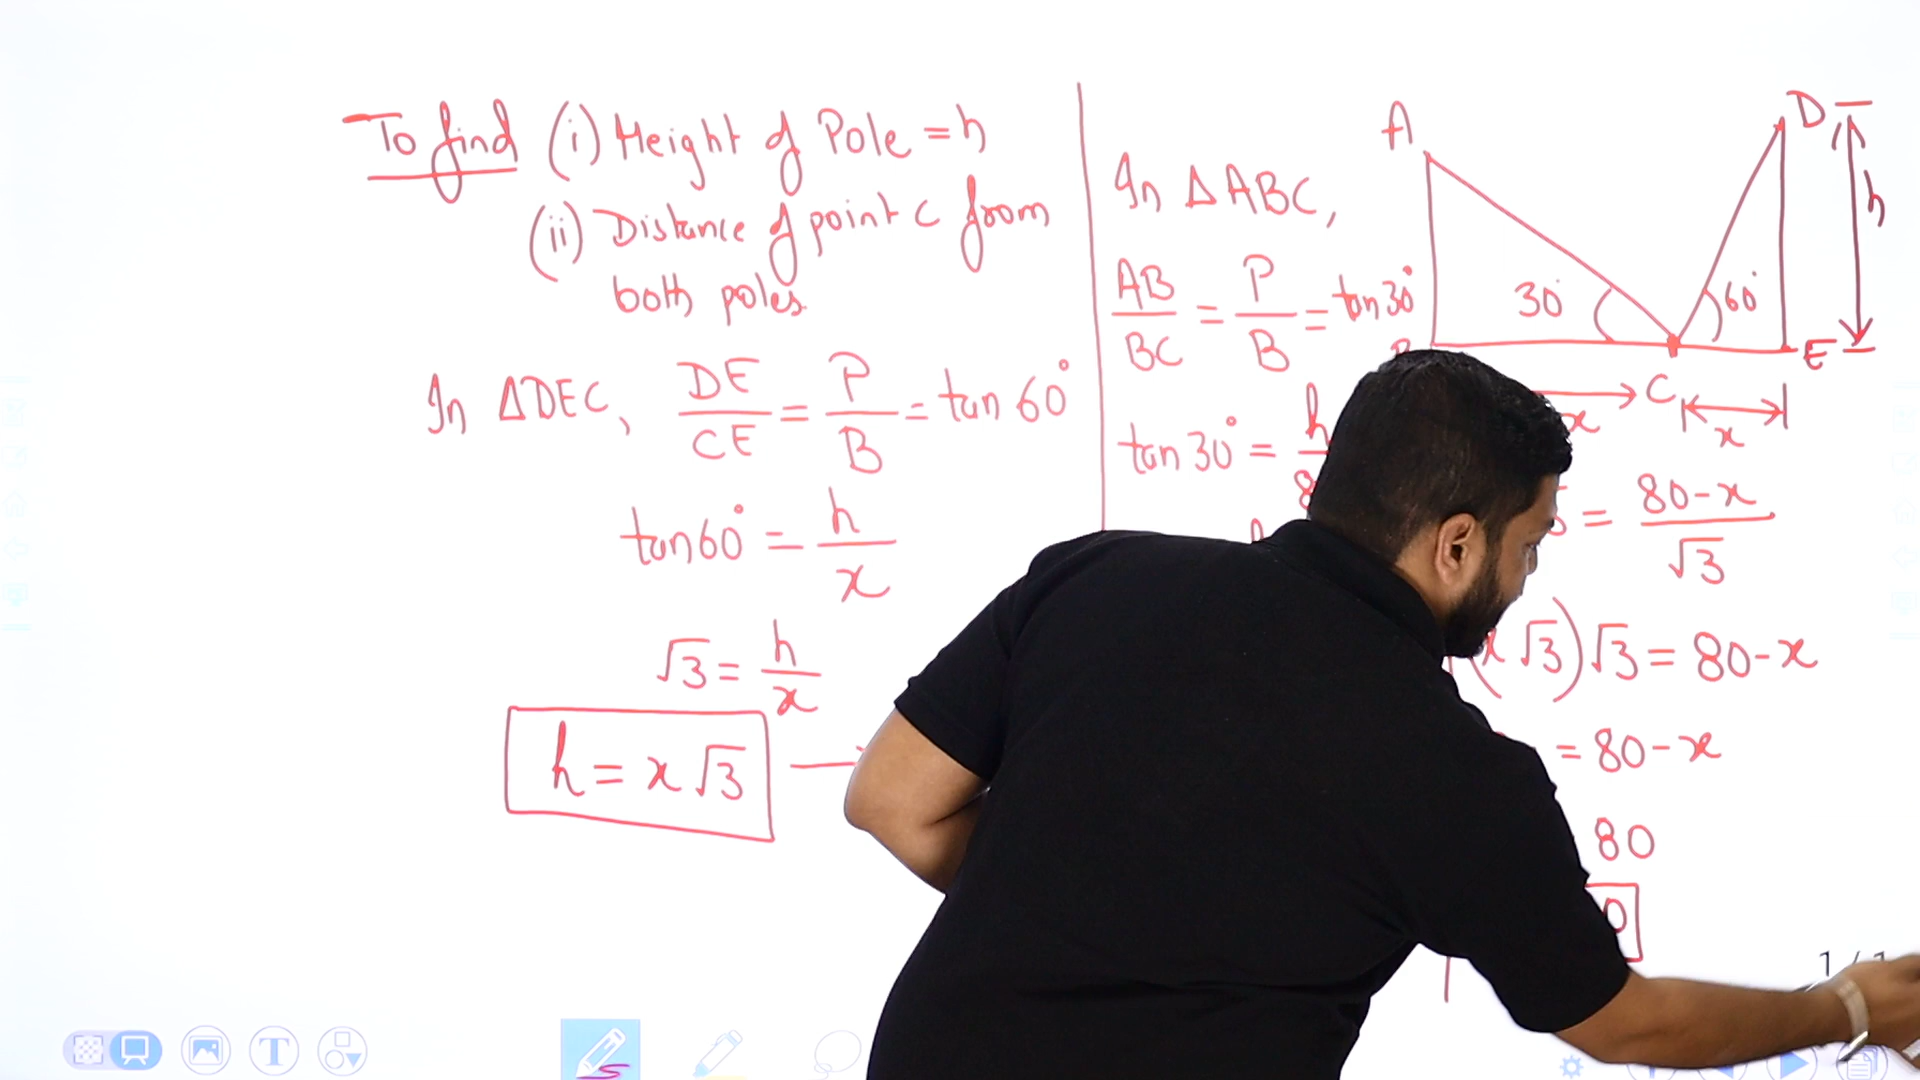 To find (i) Height of Pole = h
(ii) Distance of point C from
both poles
In ΔDEC, DE/CE = P/B = tan 60°
tan 60° = h/x
√3 = h/x
h = x√3
In ΔABC,
AB/BC = P/B = tan 30°
tan 30° = h
A
D
h
30°
60°
E
C
x
x
= 80-x/√3
(x√3)√3 = 80-x
= 80-x
80
0
T